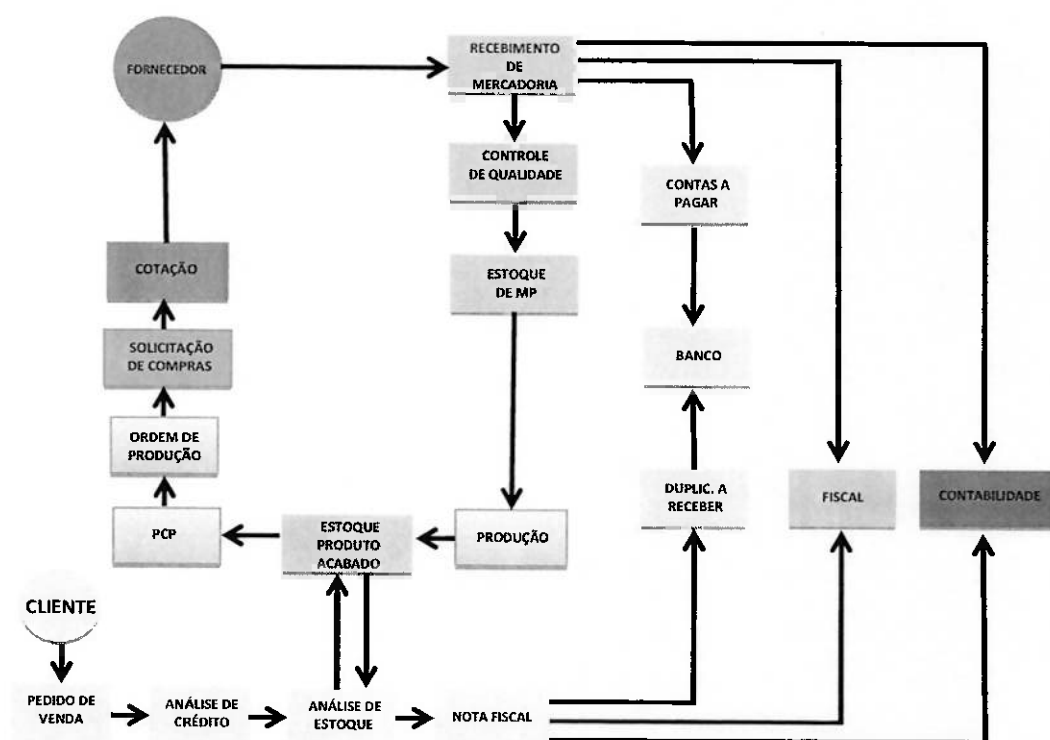 FORNECEDOR
RECEBIMENTO
DE
MERCADORIA
CONTROLE
DE QUALIDADE
CONTAS A
PAGAR
COTAÇÃO
ESTOQUE
DE MP
SOLICITAÇÃO
DE COMPRAS
BANCO
ORDEM DE
PRODUÇÃO
DUPLIC. A
RECEBER
FISCAL
CONTABILIDADE
PCP
ESTOQUE
PRODUTO
ACABADO
PRODUÇÃO
CLIENTE
PEDIDO DE
VENDA
ANÁLISE DE
CRÉDITO
ANÁLISE DE
ESTOQUE
NOTA FISCAL